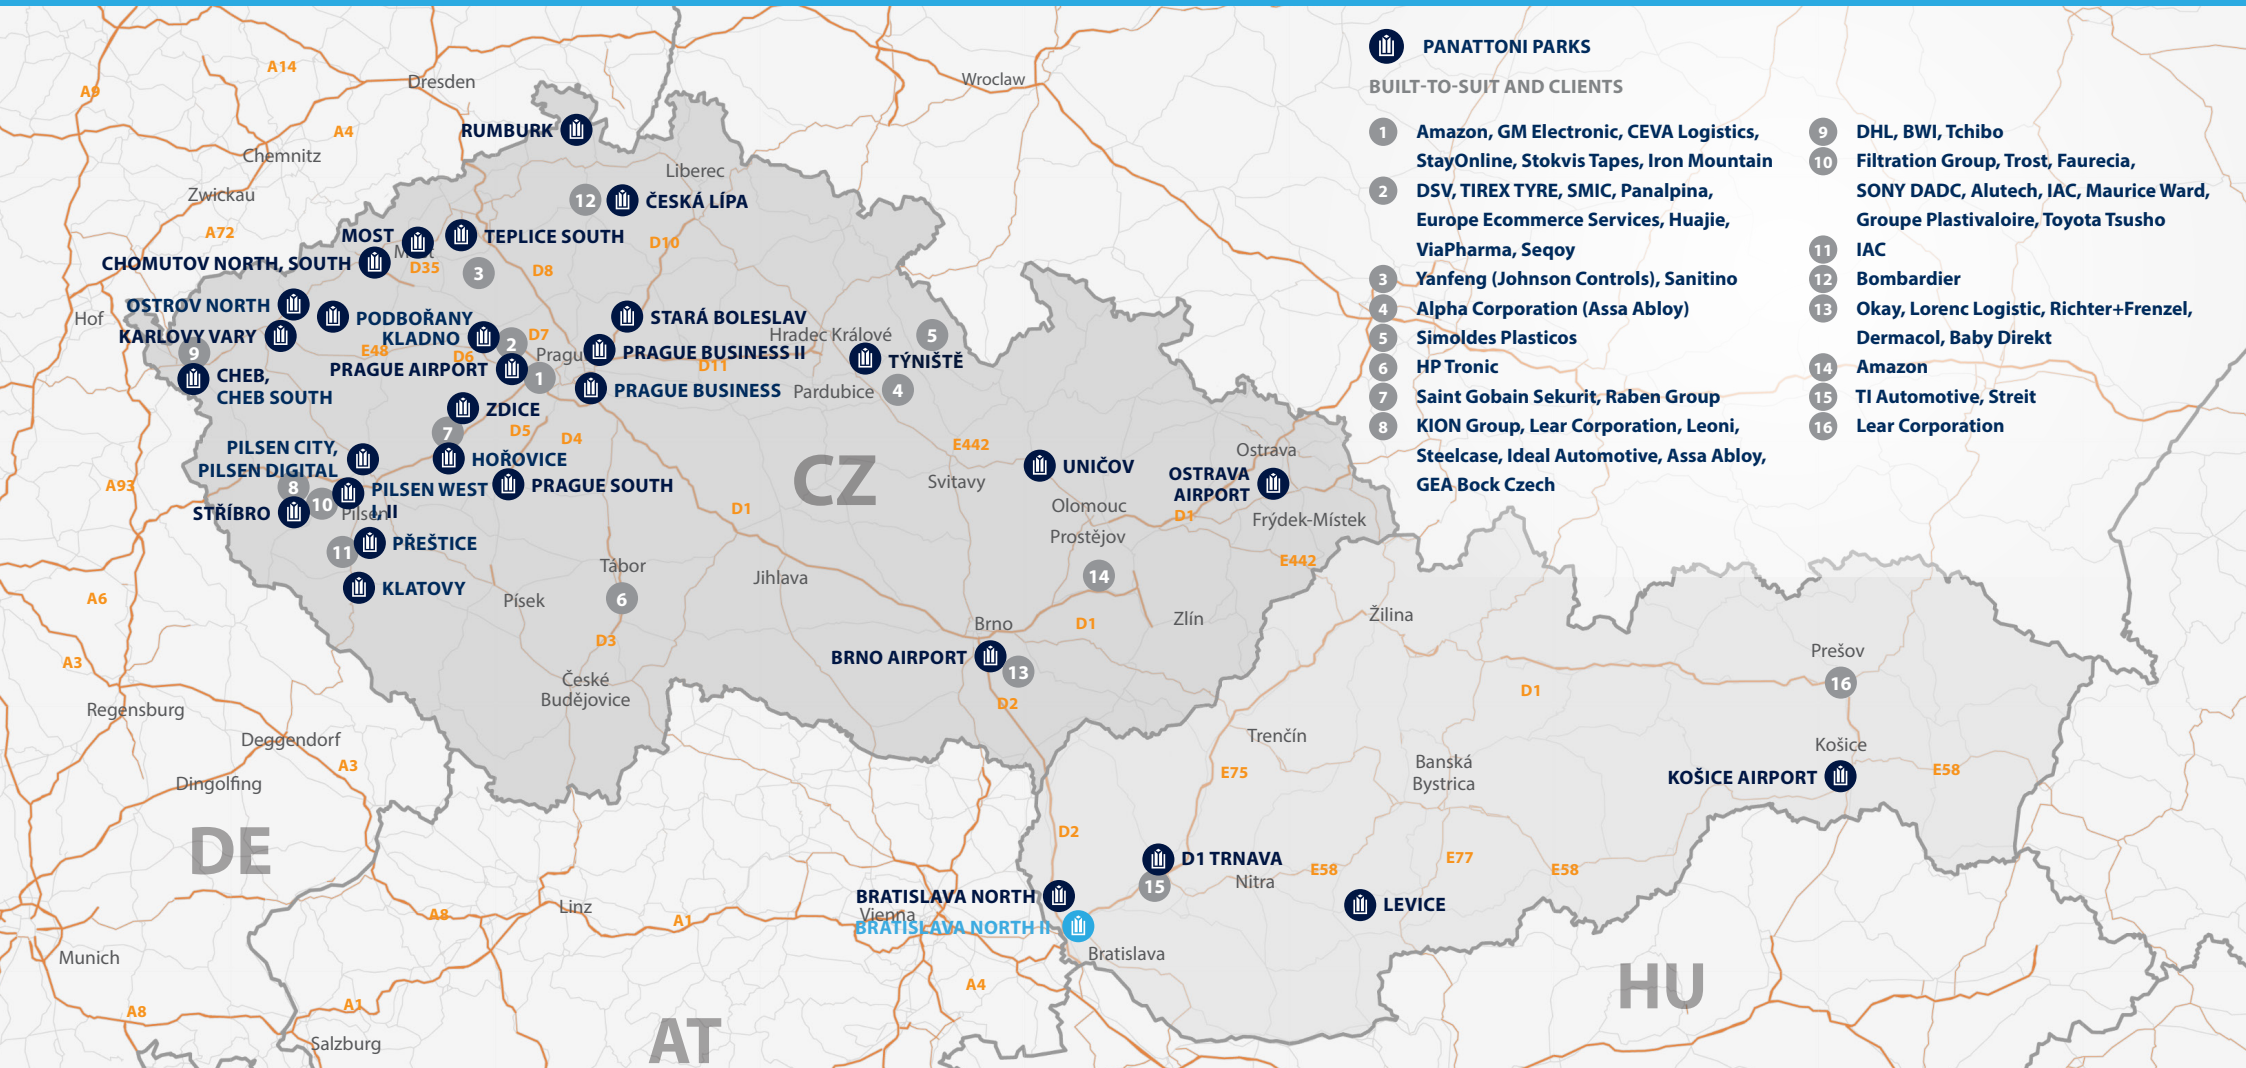 PANATTONI PARKS
BUILT-TO-SUIT AND CLIENTS
1 Amazon, GM Electronic, CEVA Logistics,
StayOnline, Stokvis Tapes, Iron Mountain
2 DSV, TIREX TYRE, SMIC, Panalpina,
Europe Ecommerce Services, Huajie,
ViaPharma, Seqoy
3 Yanfeng (Johnson Controls), Sanitino
4 Alpha Corporation (Assa Abloy)
5 Simoldes Plasticos
6 HP Tronic
7 Saint Gobain Sekurit, Raben Group
8 KION Group, Lear Corporation, Leoni,
Steelcase, Ideal Automotive, Assa Abloy,
GEA Bock Czech
9 DHL, BWI, Tchibo
10 Filtration Group, Trost, Faurecia,
SONY DADC, Alutech, IAC, Maurice Ward,
Groupe Plastivaloire, Toyota Tsusho
11 IAC
12 Bombardier
13 Okay, Lorenc Logistic, Richter+Frenzel,
Dermacol, Baby Direkt
14 Amazon
15 TI Automotive, Streit
16 Lear Corporation
A14
Dresden
Wroclaw
A9
A4
RUMBURK
Chemnitz
Liberec
Zwickau
12
ČESKÁ LÍPA
A72
MOST
TEPLICE SOUTH
D10
Most
CHOMUTOV NORTH, SOUTH
D35
3
D8
OSTROV NORTH
PODBOŘANY
STARÁ BOLESLAV
Hof
KARLOVY VARY
KLADNO
2
D7
Hradec Králové
5
9
E48
D6
Prague
PRAGUE BUSINESS II
D11
TÝNIŠTĚ
PRAGUE AIRPORT
1
CHEB,
CHEB SOUTH
PRAGUE BUSINESS
Pardubice
4
ZDICE
7
D5
D4
PILSEN CITY,
PILSEN DIGITAL
HOŘOVICE
E442
UNIČOV
Ostrava
OSTRAVA
AIRPORT
CZ
A93
8
10
PILSEN WEST
I, II
PRAGUE SOUTH
Svitavy
STŘÍBRO
Pilsen
D1
Olomouc
D1
Frýdek-Místek
11
PŘEŠTICE
Prostějov
E442
Tábor
Jihlava
14
KLATOVY
A6
Písek
6
Žilina
Zlín
Brno
D1
D3
A3
BRNO AIRPORT
13
Prešov
16
České
Budějovice
D1
D2
Regensburg
Deggendorf
Trenčín
Košice
A3
E75
Banská
Bystrica
KOŠICE AIRPORT
E58
Dingolfing
DE
D2
D1 TRNAVA
E77
15
Nitra
E58
E58
BRATISLAVA NORTH
LEVICE
Linz
A8
A1
Vienna
BRATISLAVA NORTH II
Munich
Bratislava
A4
HU
A8
A1
Salzburg
AT